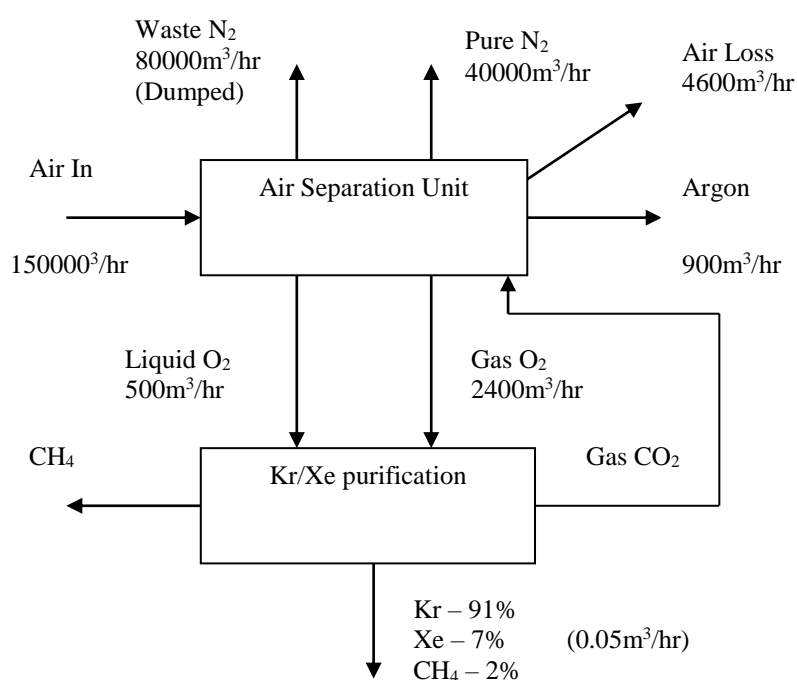 Waste N₂
80000m³/hr
(Dumped)
Pure N₂
40000m³/hr
Air Loss
4600m³/hr
Air In
Air Separation Unit
Argon
150000³/hr
900m³/hr
Liquid O₂
500m³/hr
Gas O₂
2400m³/hr
CH₄
Kr/Xe purification
Gas CO₂
Kr – 91%
Xe – 7% (0.05m³/hr)
CH₄ – 2%